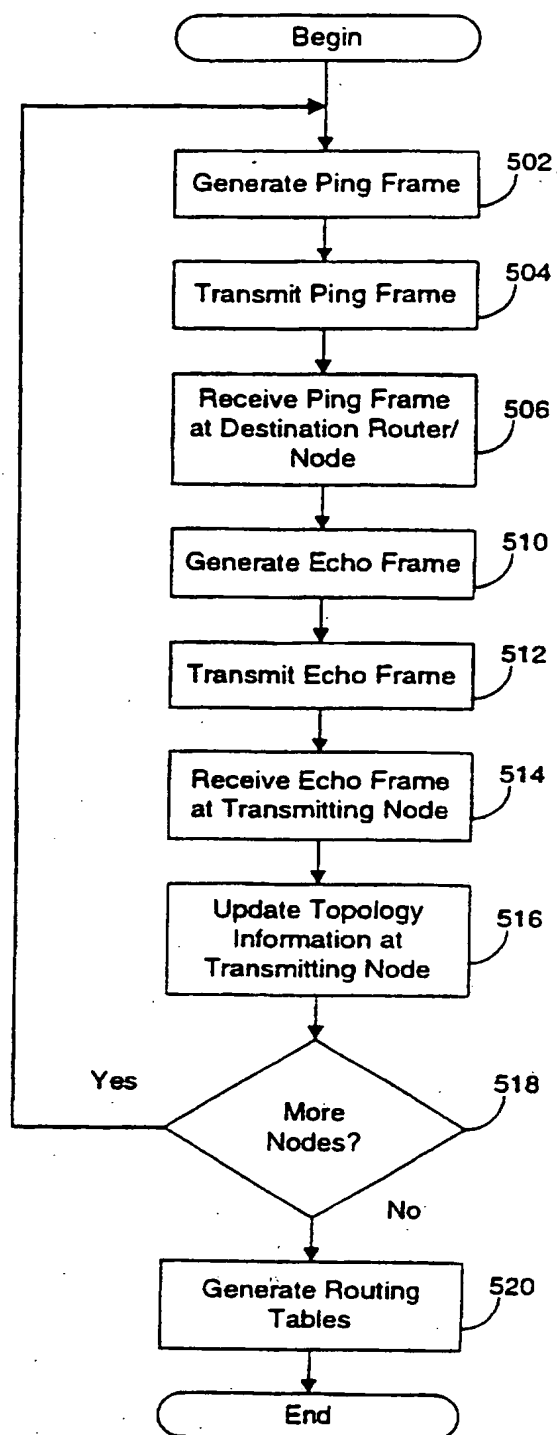 Begin
502
Generate Ping Frame
504
Transmit Ping Frame
Receive Ping Frame
at Destination Router/
Node
506
510
Generate Echo Frame
512
Transmit Echo Frame
Receive Echo Frame
at Transmitting Node
514
Update Topology
Information at
Transmitting Node
516
Yes
518
More
Nodes?
No
Generate Routing
Tables
520
End